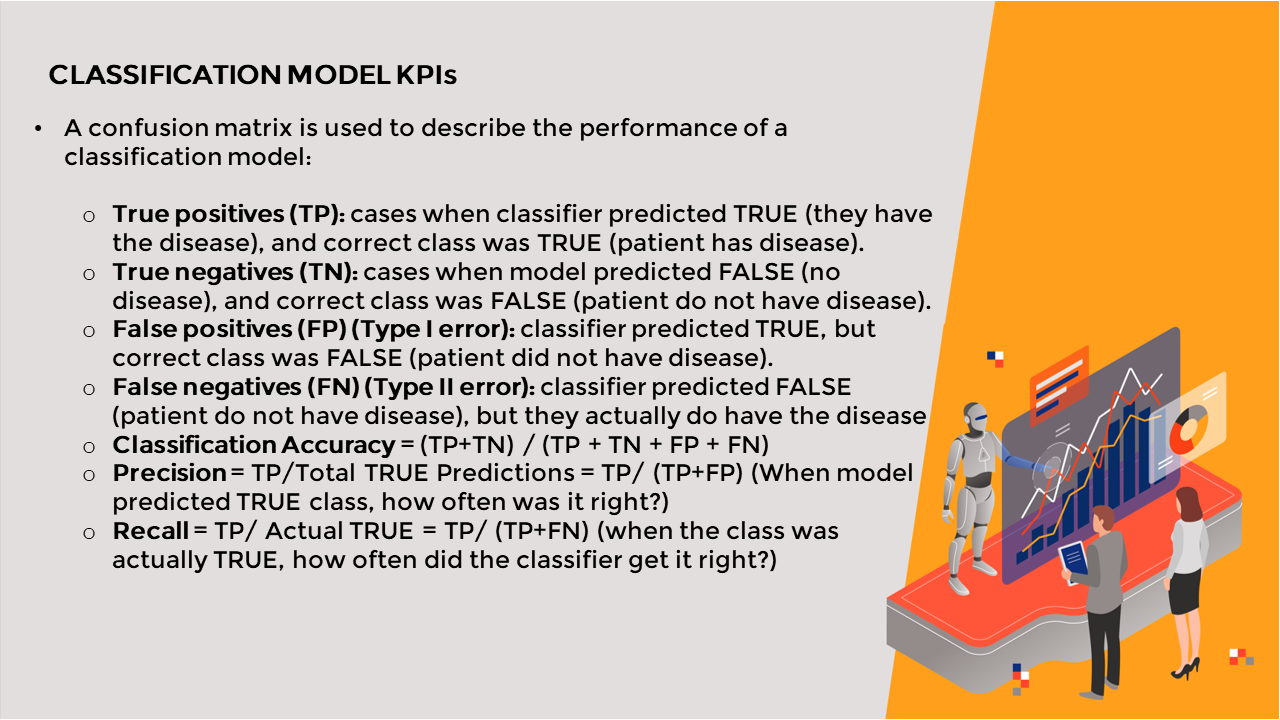 CLASSIFICATION MODEL KPIs
• A confusion matrix is used to describe the performance of a
classification model:
o True positives (TP): cases when classifier predicted TRUE (they have
the disease), and correct class was TRUE (patient has disease).
o True negatives (TN): cases when model predicted FALSE (no
disease), and correct class was FALSE (patient do not have disease).
o False positives (FP) (Type I error): classifier predicted TRUE, but
correct class was FALSE (patient did not have disease).
o False negatives (FN) (Type II error): classifier predicted FALSE
(patient do not have disease), but they actually do have the disease
o Classification Accuracy = (TP+TN) / (TP + TN + FP + FN)
o Precision = TP/Total TRUE Predictions = TP/ (TP+FP) (When model
predicted TRUE class, how often was it right?)
o Recall = TP/ Actual TRUE = TP/ (TP+FN) (when the class was
actually TRUE, how often did the classifier get it right?)